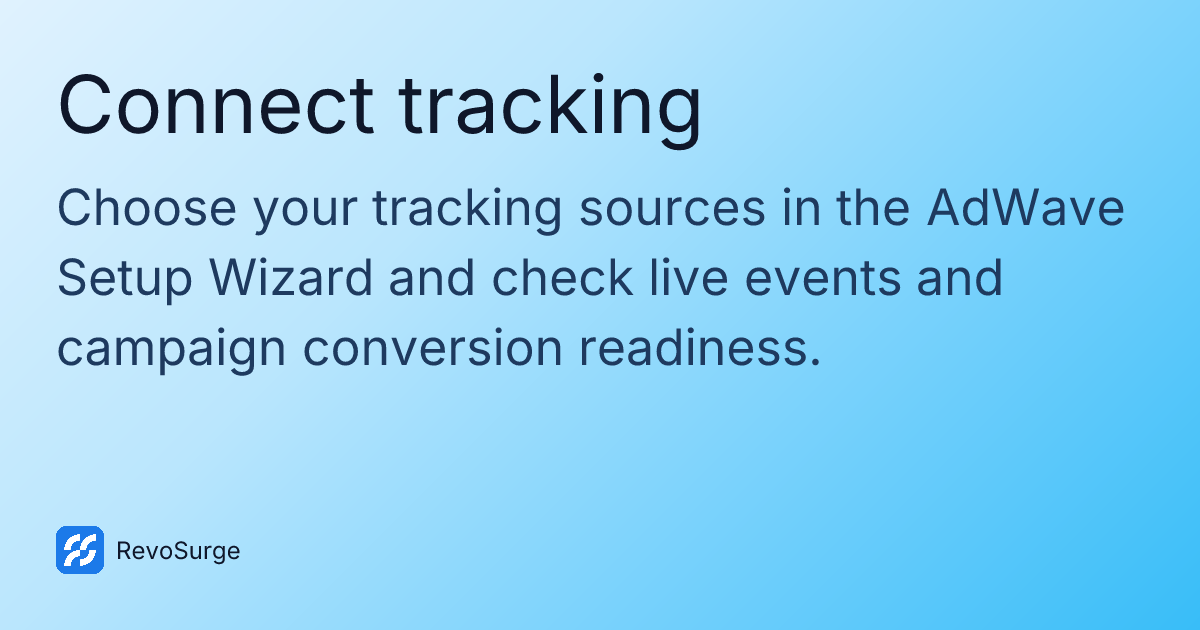 Connect tracking
Choose your tracking sources in the AdWave
Setup Wizard and check live events and
campaign conversion readiness.
RevoSurge